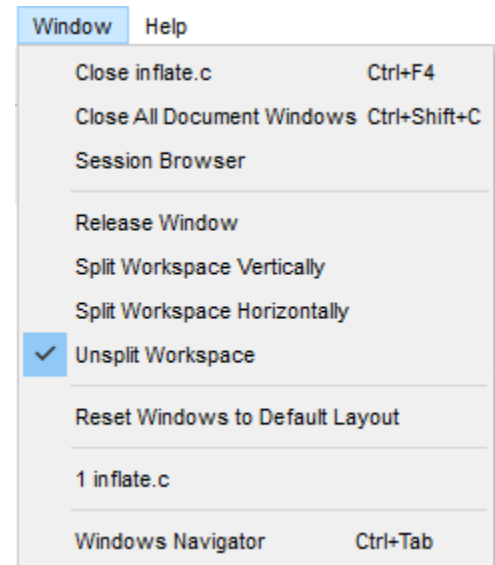 Window Help
Close inflate.c Ctrl+F4
Close All Document Windows Ctrl+Shift+C
Session Browser
Release Window
Split Workspace Vertically
Split Workspace Horizontally
Unsplit Workspace
Reset Windows to Default Layout
1 inflate.c
Windows Navigator Ctrl+Tab